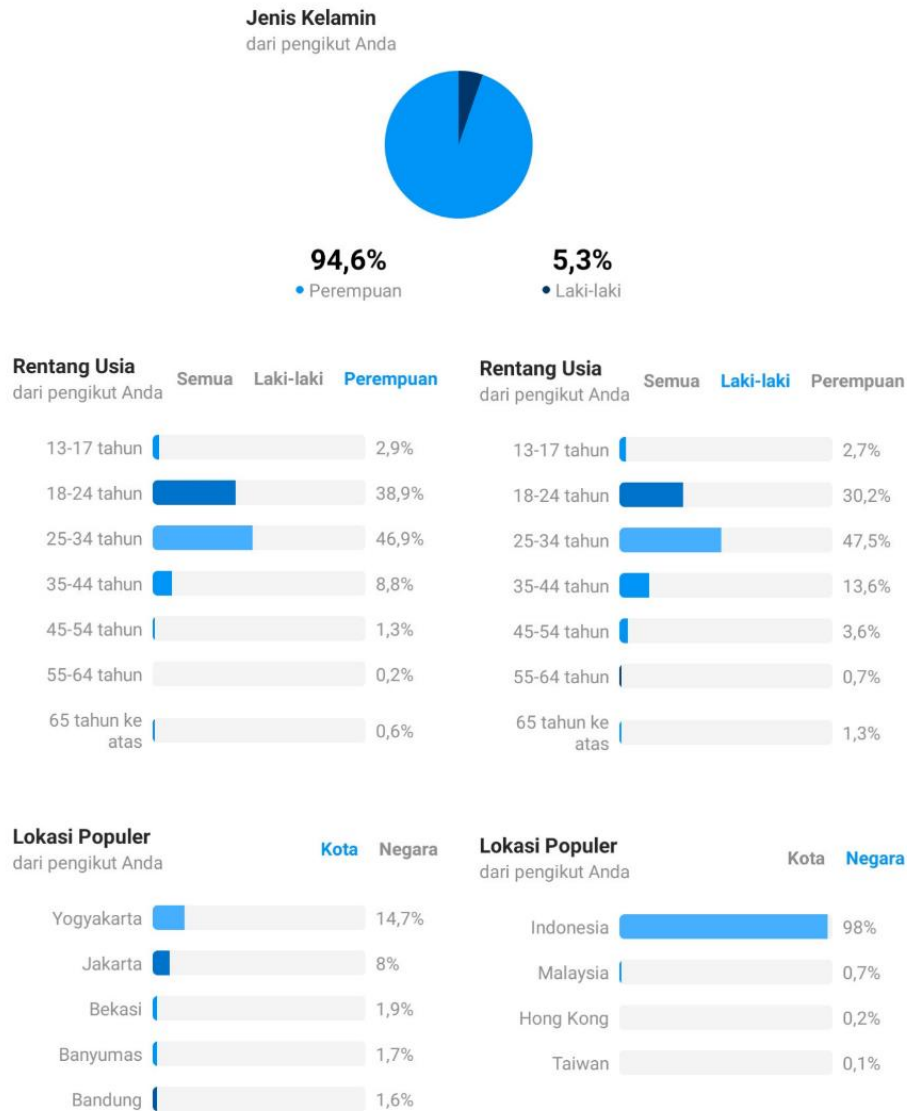 Jenis Kelamin
dari pengikut Anda
94,6%
Perempuan
5,3%
Laki-laki
Rentang Usia
dari pengikut Anda
Semua Laki-laki Perempuan
13-17 tahun 2,9%
18-24 tahun 38,9%
25-34 tahun 46,9%
35-44 tahun 8,8%
45-54 tahun 1,3%
55-64 tahun 0,2%
65 tahun ke
atas 0,6%
Rentang Usia
dari pengikut Anda
Semua Laki-laki Perempuan
13-17 tahun 2,7%
18-24 tahun 30,2%
25-34 tahun 47,5%
35-44 tahun 13,6%
45-54 tahun 3,6%
55-64 tahun 0,7%
65 tahun ke
atas 1,3%
Lokasi Populer
dari pengikut Anda
Kota Negara
Yogyakarta 14,7%
Jakarta 8%
Bekasi 1,9%
Banyumas 1,7%
Bandung 1,6%
Lokasi Populer
dari pengikut Anda
Kota Negara
Indonesia 98%
Malaysia 0,7%
Hong Kong 0,2%
Taiwan 0,1%